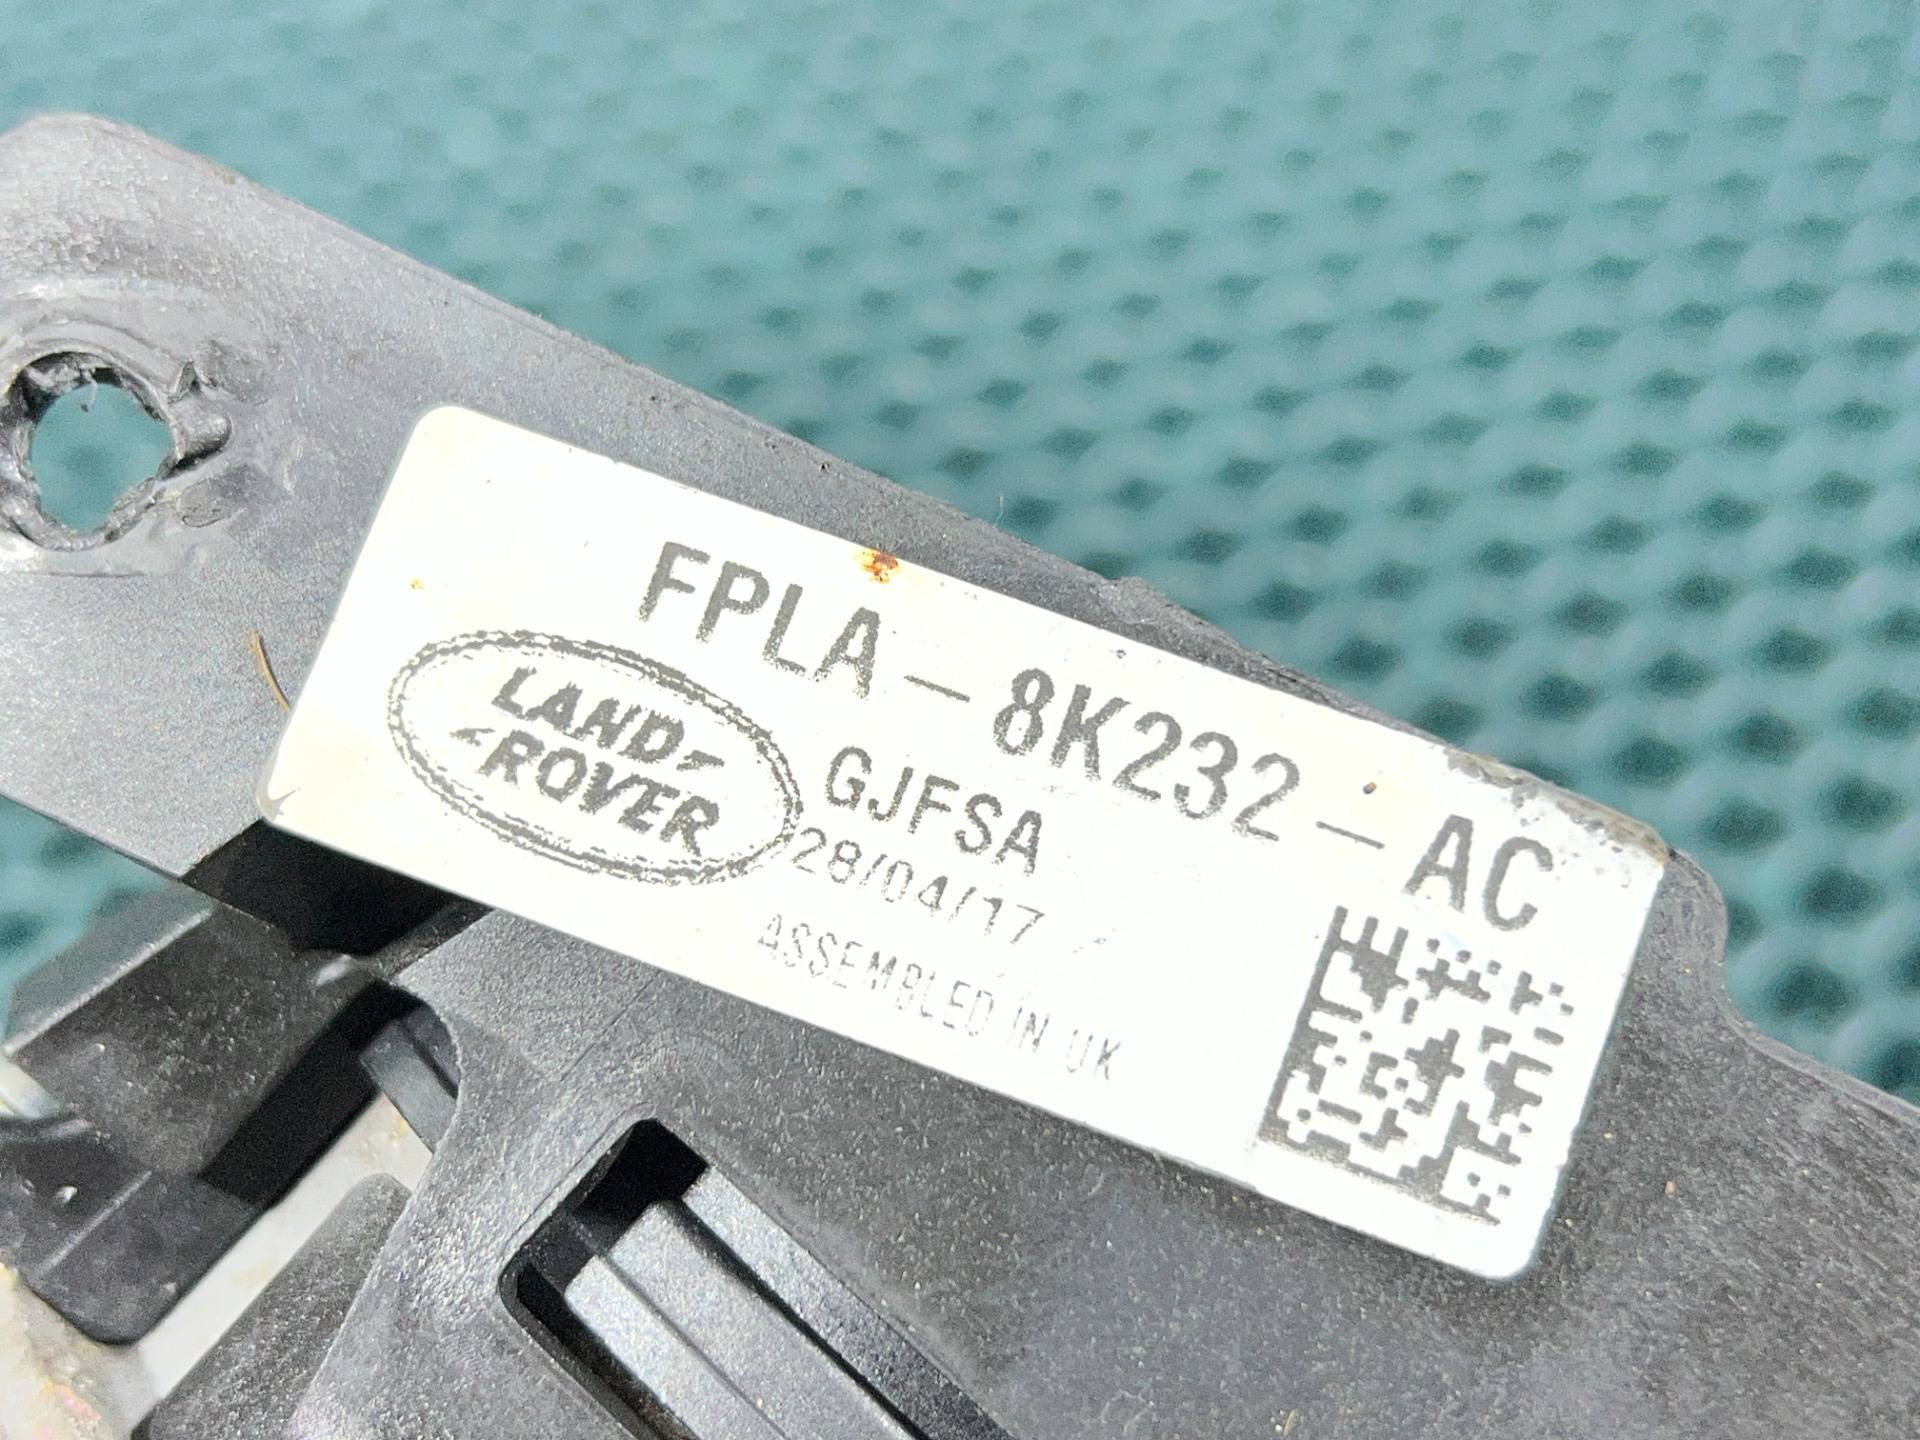 FPLA-8K232-AC
LAND
ROVER
GJFSA
28/04/17
ASSEMBLED IN UK